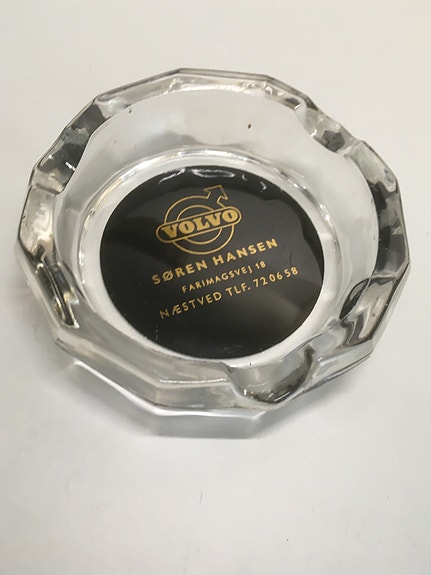 VOLVO
SØREN HANSEN
FARIMAGSVEJ 18
NÆSTVED TLF. 720658